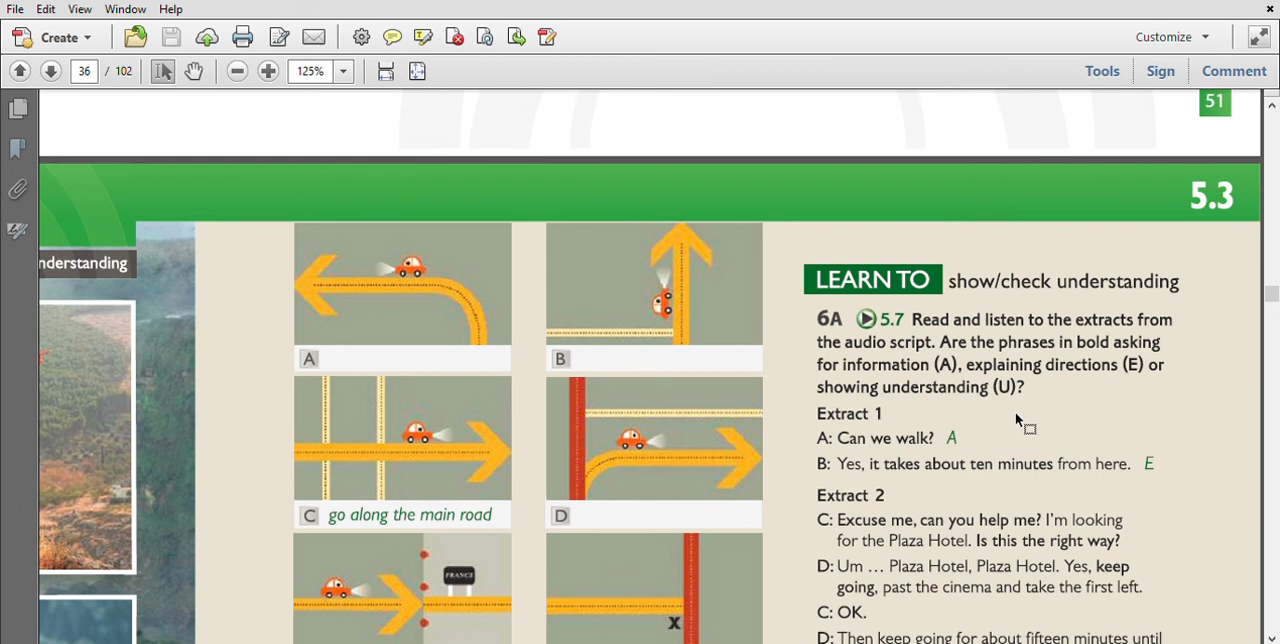 File Edit View Window Help
Create
Customize
36 / 102
125%
Tools Sign Comment
51
5.3
nderstanding
A
B
C go along the main road
D
FRANCE
X
LEARN TO show/check understanding
6A 5.7 Read and listen to the extracts from
the audio script. Are the phrases in bold asking
for information (A), explaining directions (E) or
showing understanding (U)?
Extract 1
A: Can we walk? A
B: Yes, it takes about ten minutes from here. E
Extract 2
C: Excuse me, can you help me? I'm looking
for the Plaza Hotel. Is this the right way?
D: Um … Plaza Hotel, Plaza Hotel. Yes, keep
going, past the cinema and take the first left.
C: OK.
D: Then keep going for about fifteen minutes until